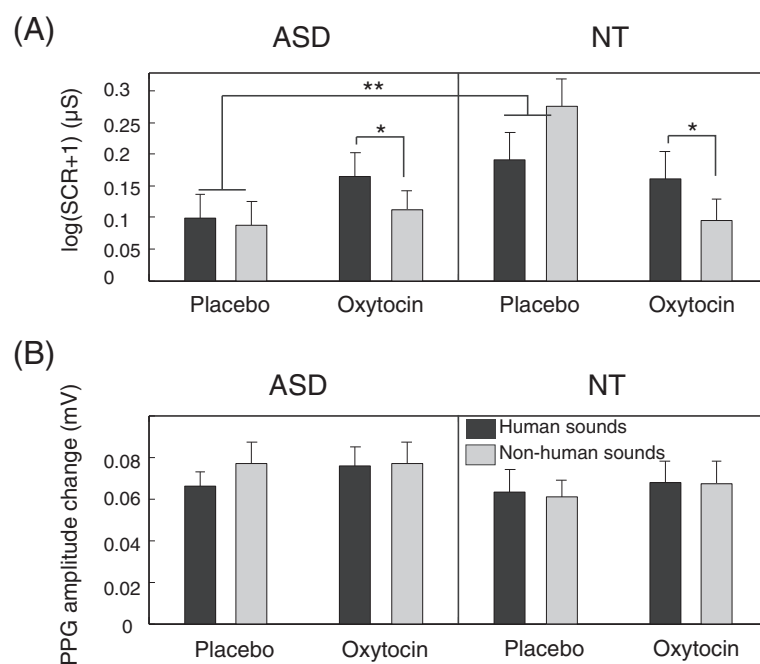 (A)
ASD NT
log(SCR+1) (µS)
0.3
0.25
0.2
0.15
0.1
0.05
0
**
*
*
Placebo Oxytocin Placebo Oxytocin
(B)
ASD NT
PPG amplitude change (mV)
0.08
0.06
0.04
0.02
0
Human sounds
Non-human sounds
Placebo Oxytocin Placebo Oxytocin